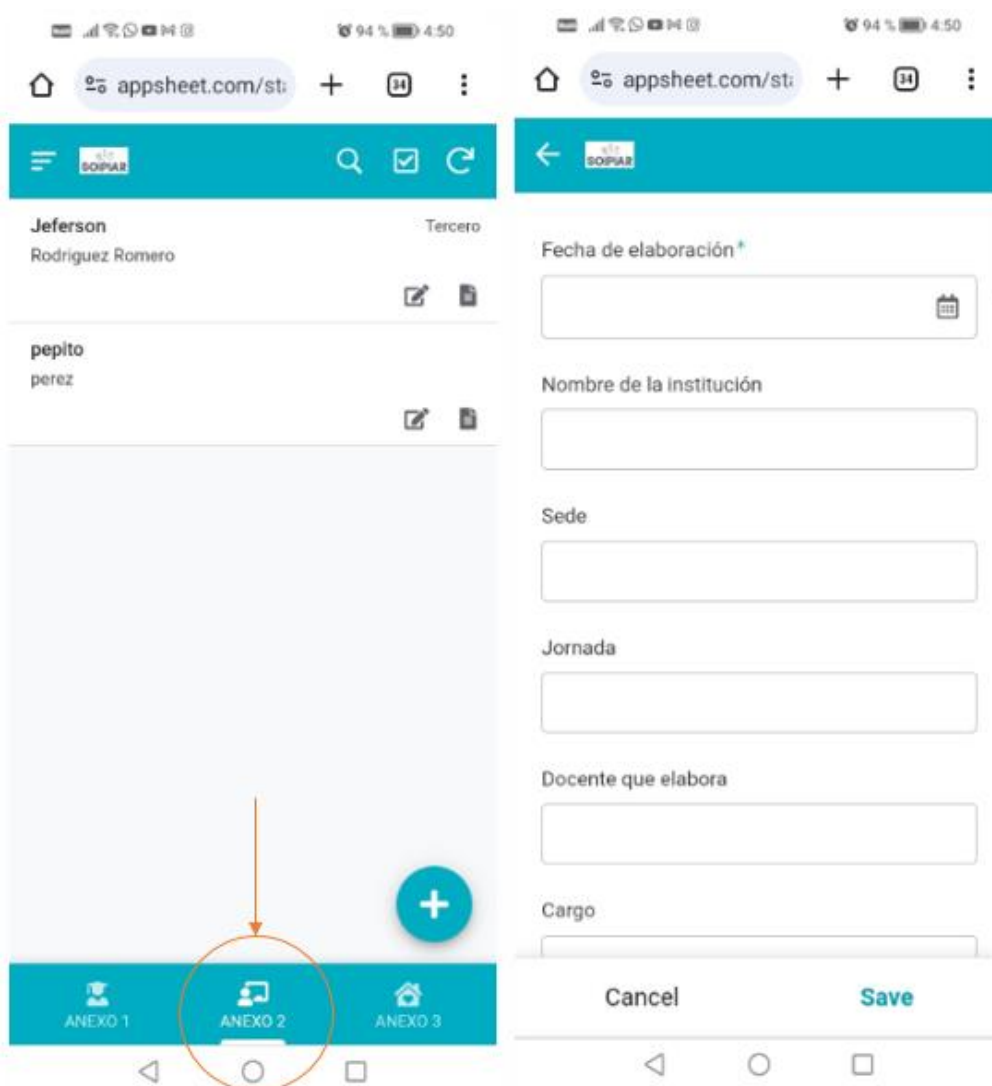 94 % 4:50
appsheet.com/sta
34
SOIPIAR
Jeferson
Tercero
Rodriguez Romero
pepito
perez
ANEXO 1
ANEXO 2
ANEXO 3
94 % 4:50
appsheet.com/sta
34
SOIPIAR
Fecha de elaboración*
Nombre de la institución
Sede
Jornada
Docente que elabora
Cargo
Cancel
Save